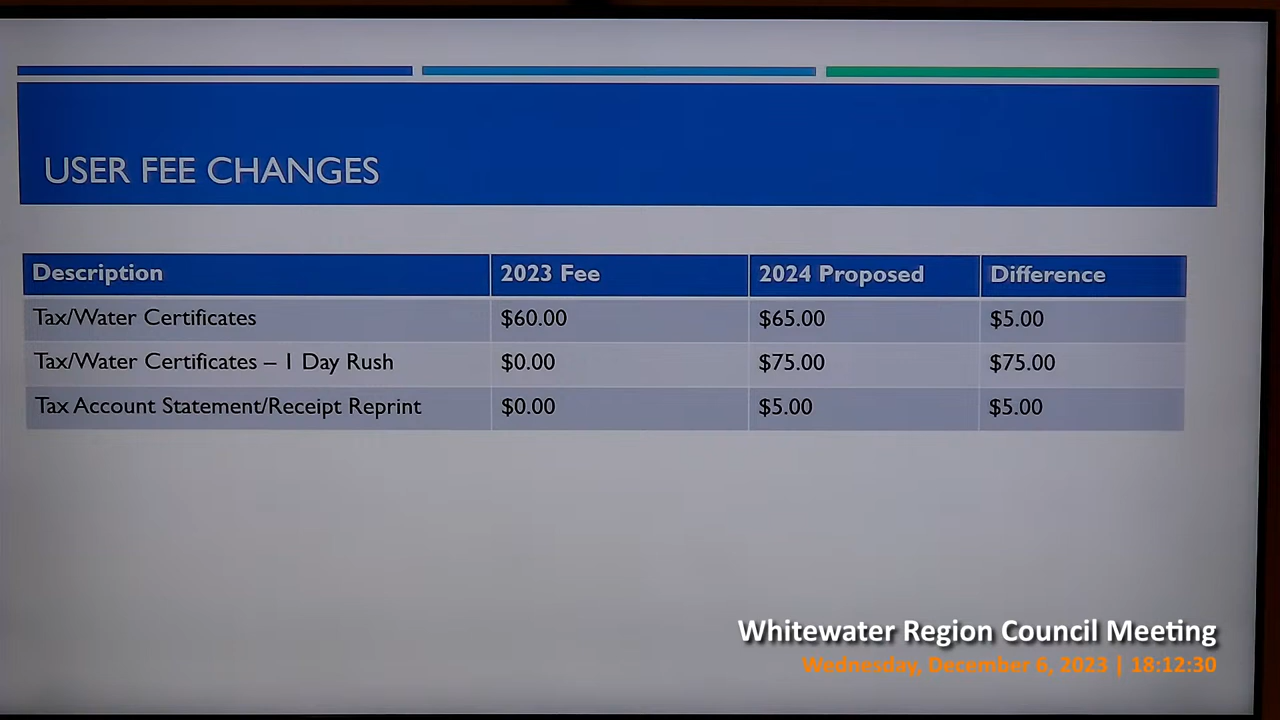 USER FEE CHANGES
Description 2023 Fee 2024 Proposed Difference
Tax/Water Certificates $60.00 $65.00 $5.00
Tax/Water Certificates – 1 Day Rush $0.00 $75.00 $75.00
Tax Account Statement/Receipt Reprint $0.00 $5.00 $5.00
Whitewater Region Council Meeting
Wednesday, December 6, 2023 | 18:12:30